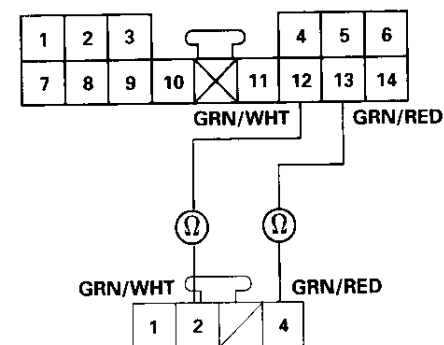 1 2 3 4 5 6
7 8 9 10 11 12 13 14
GRN/WHT GRN/RED
Ω Ω
GRN/WHT GRN/RED
1 2 4